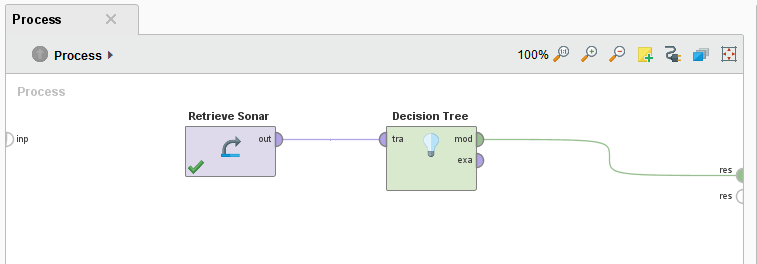 Process
Process
100%
Process
Retrieve Sonar
Decision Tree
inp
out
tra
mod
exa
res
res